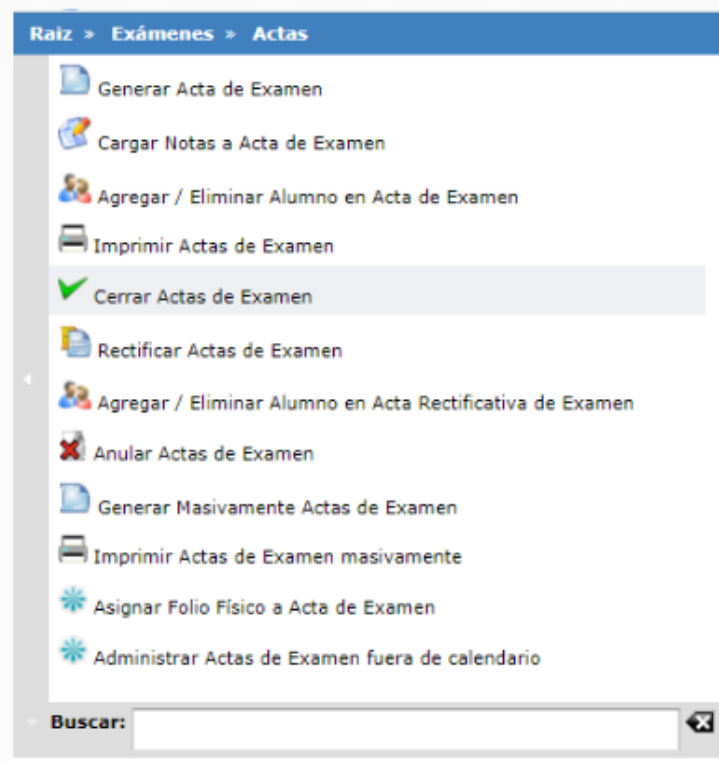 Raiz » Exámenes » Actas
Generar Acta de Examen
Cargar Notas a Acta de Examen
Agregar / Eliminar Alumno en Acta de Examen
Imprimir Actas de Examen
Cerrar Actas de Examen
Rectificar Actas de Examen
Agregar / Eliminar Alumno en Acta Rectificativa de Examen
Anular Actas de Examen
Generar Masivamente Actas de Examen
Imprimir Actas de Examen masivamente
Asignar Folio Físico a Acta de Examen
Administrar Actas de Examen fuera de calendario
Buscar: